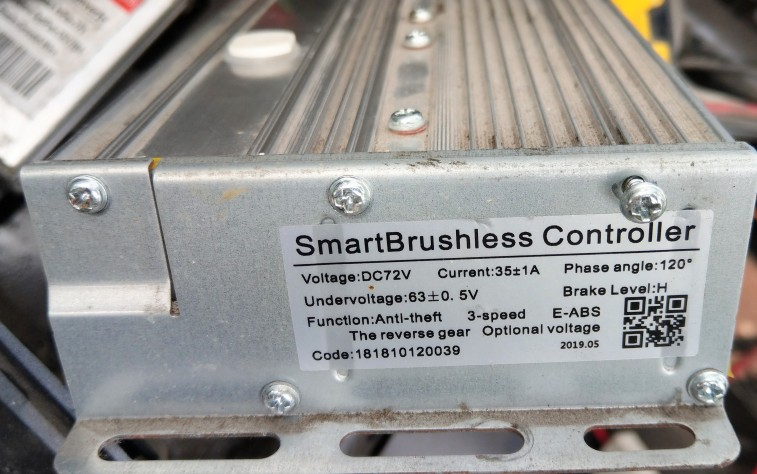 SmartBrushless Controller
Voltage:DC72V Current:35±1A Phase angle:120°
Undervoltage:63±0.5V Brake Level:H
Function:Anti-theft 3-speed E-ABS
The reverse gear Optional voltage
Code:181810120039 2019.05